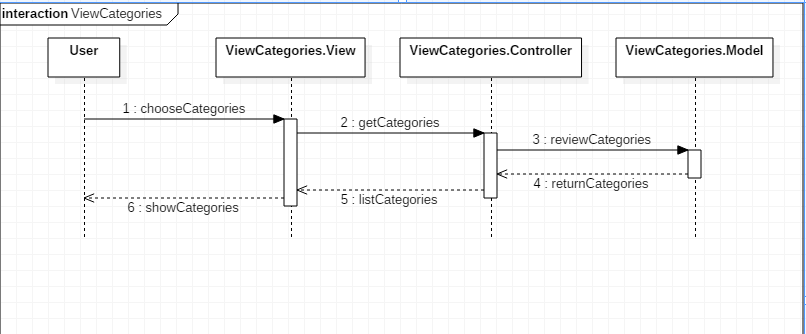 interaction ViewCategories
User
ViewCategories.View
ViewCategories.Controller
ViewCategories.Model
1 : chooseCategories
2 : getCategories
3 : reviewCategories
4 : returnCategories
5 : listCategories
6 : showCategories